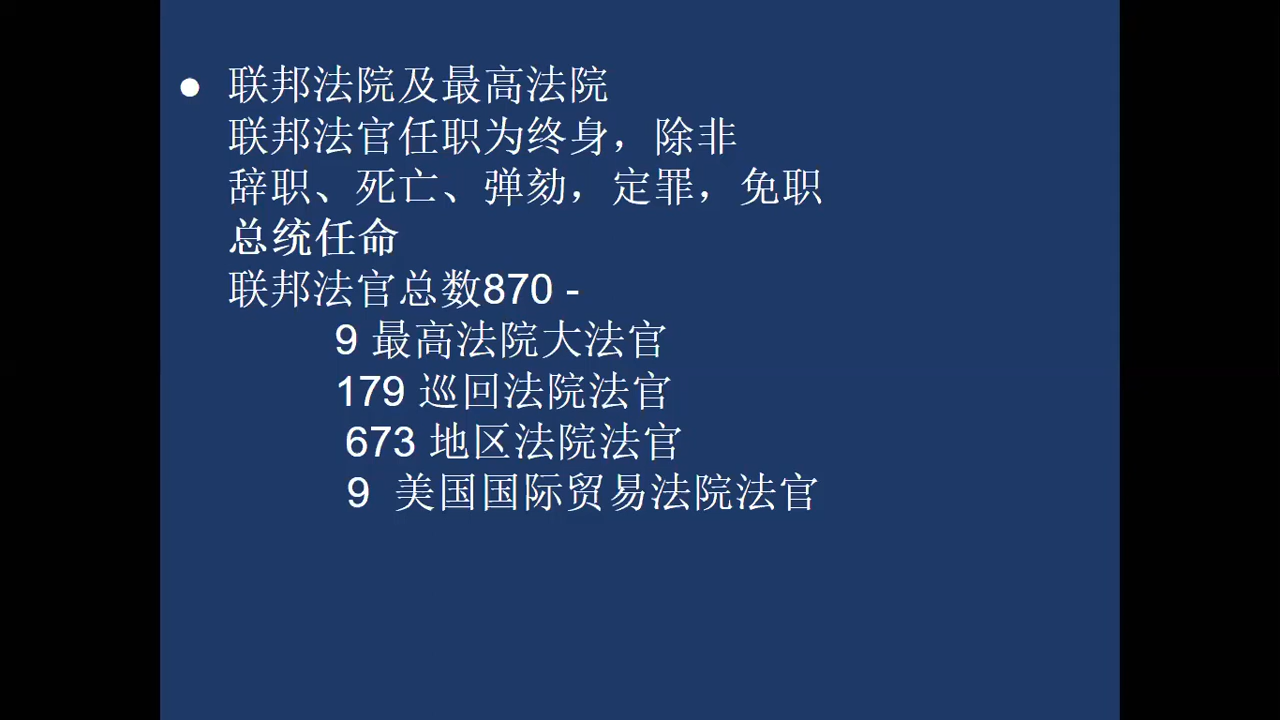 ● 联邦法院及最高法院
联邦法官任职为终身，除非
辞职、死亡、弹劾，定罪，免职
总统任命
联邦法官总数870 -
9 最高法院大法官
179 巡回法院法官
673 地区法院法官
9 美国国际贸易法院法官